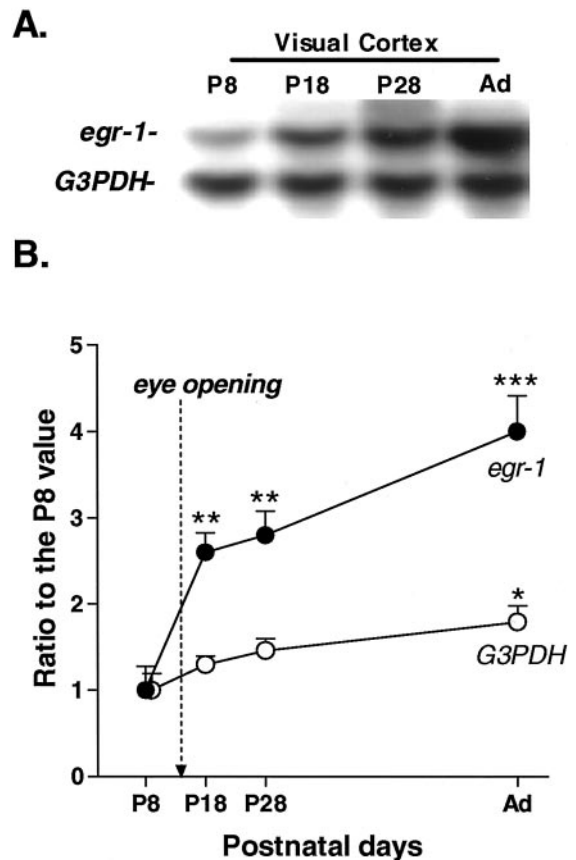 A.
Visual Cortex
P8 P18 P28 Ad
egr-1-
G3PDH-
B.
5
eye opening
***
4
egr-1
** **
3
2
*
G3PDH
1
0
P8 P18 P28 Ad
Ratio to the P8 value
Postnatal days